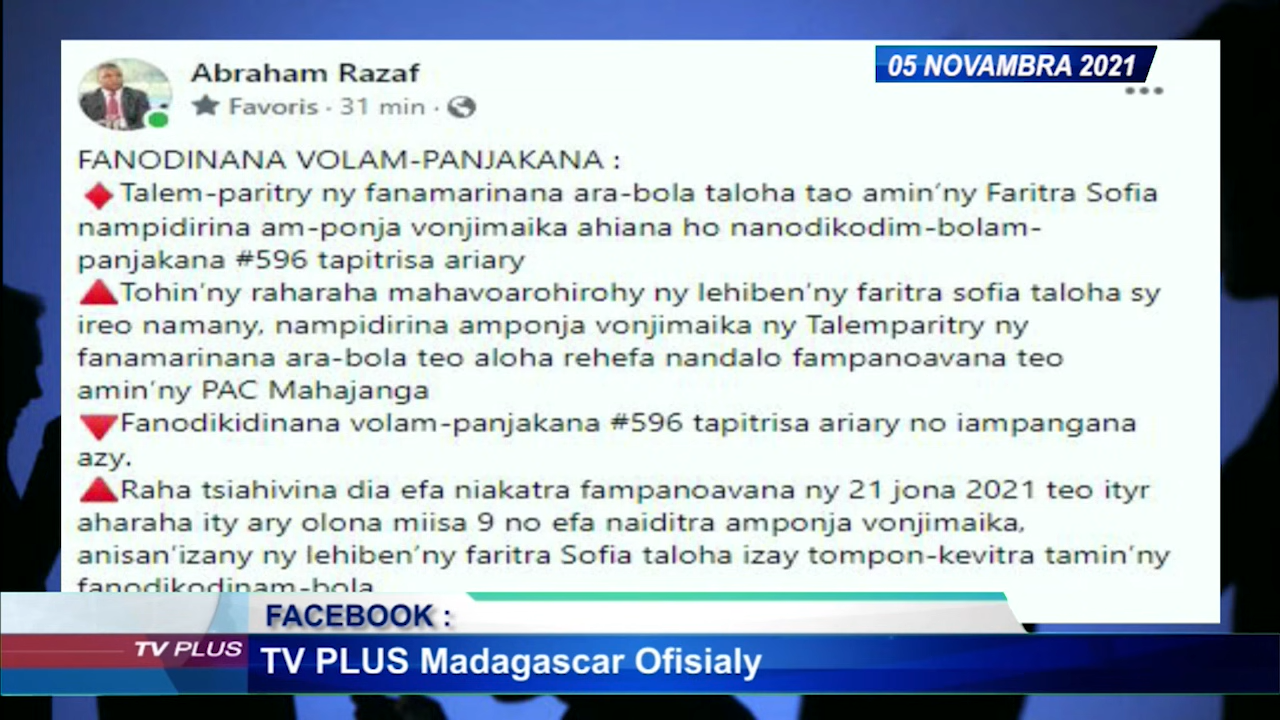 Abraham Razaf
Favoris · 31 min ·
05 NOVAMBRA 2021
FANODINANA VOLAM-PANJAKANA :
Talem-paritry ny fanamarinana ara-bola taloha tao amin'ny Faritra Sofia
nampidirina am-ponja vonjimaika ahiana ho nanodikodim-bolam-
panjakana #596 tapitrisa ariary
Tohin'ny raharaha mahavoarohirohy ny lehiben'ny faritra sofia taloha sy
ireo namany, nampidirina amponja vonjimaika ny Talemparitry ny
fanamarinana ara-bola teo aloha rehefa nandalo fampanoavana teo
amin'ny PAC Mahajanga
Fanodikidinana volam-panjakana #596 tapitrisa ariary no iampangana
azy.
Raha tsiahivina dia efa niakatra fampanoavana ny 21 jona 2021 teo ityr
aharaha ity ary olona miisa 9 no efa naiditra amponja vonjimaika,
anisan'izany ny lehiben'ny faritra Sofia taloha izay tompon-kevitra tamin'ny
fanodikodinam-bola
FACEBOOK :
TV PLUS
TV PLUS Madagascar Ofisialy